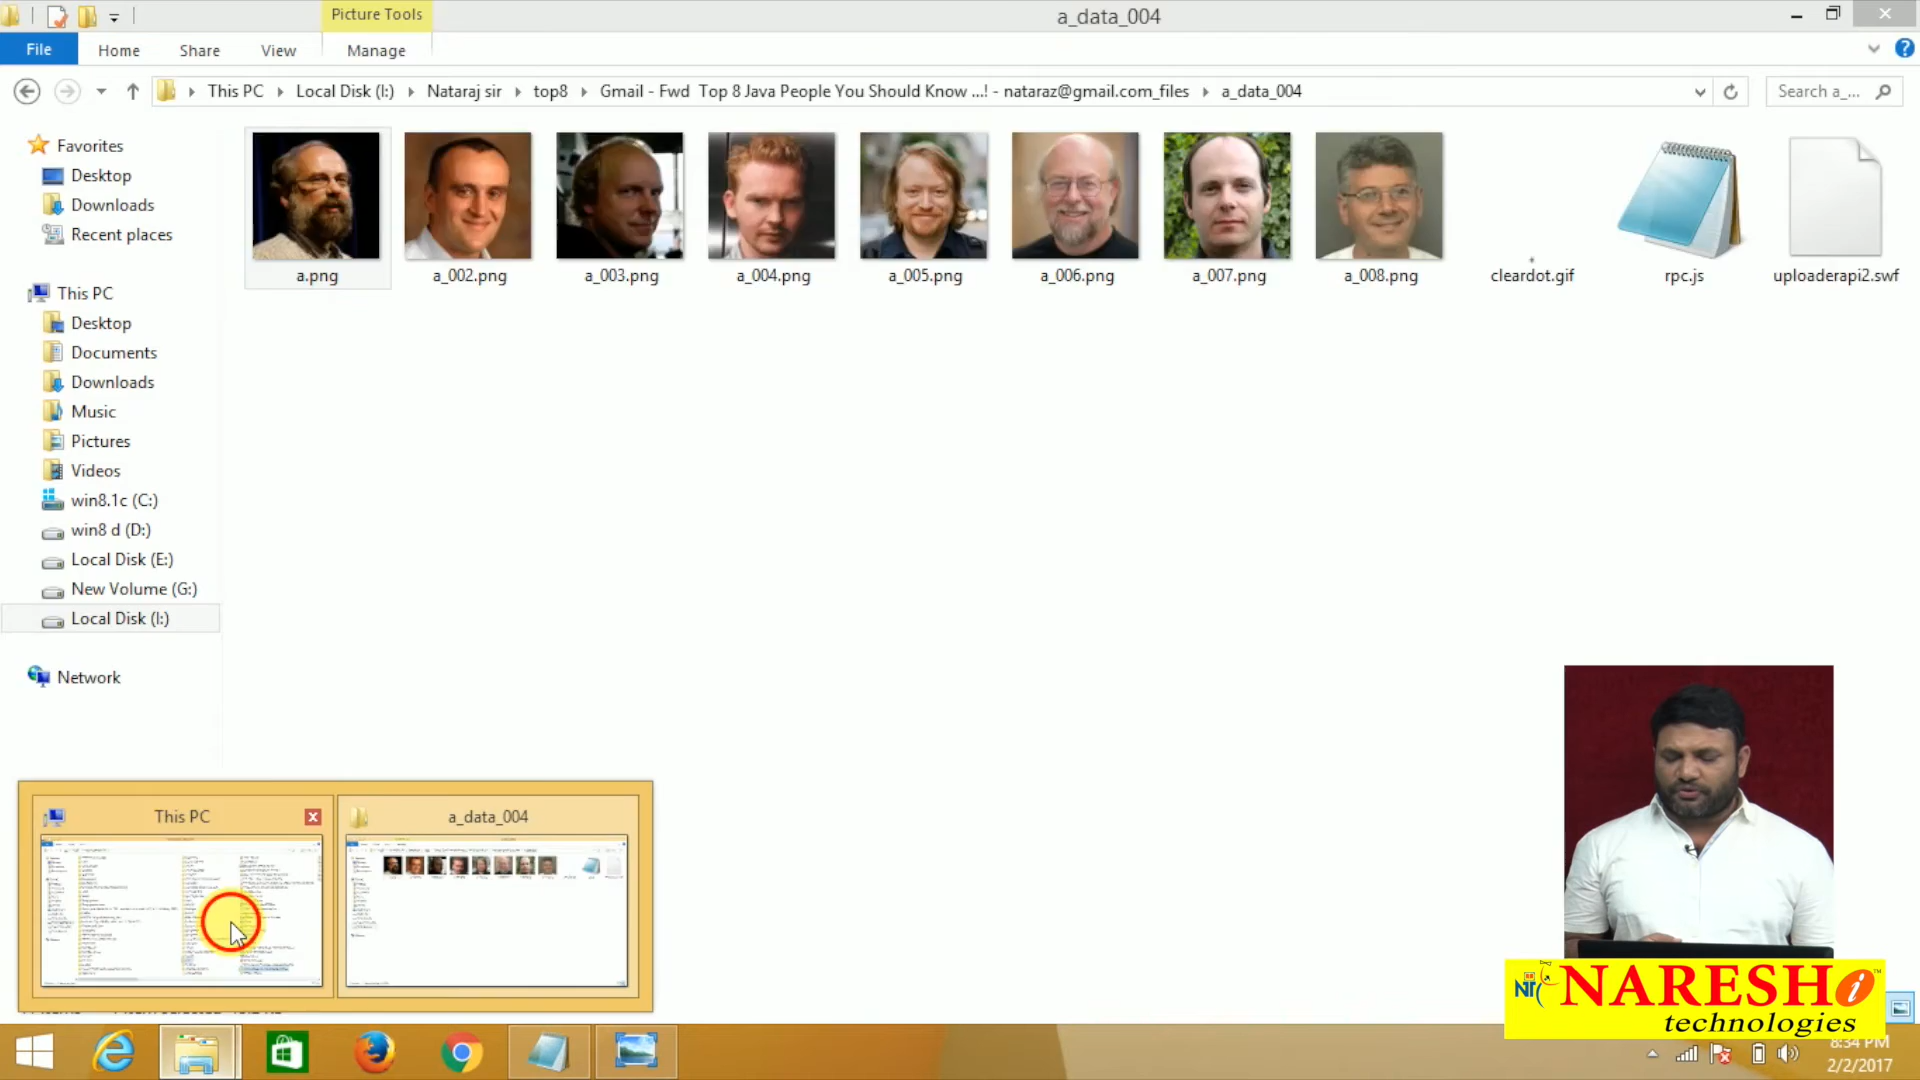 Picture Tools
a_data_004
File
Home
Share
View
Manage
This PC
Local Disk (I:)
Nataraj sir
top8
Gmail - Fwd  Top 8 Java People You Should Know ...! - nataraz@gmail.com_files
a_data_004
Search a_...
Favorites
Desktop
Downloads
Recent places
This PC
Desktop
Documents
Downloads
Music
Pictures
Videos
win8.1c (C:)
win8 d (D:)
Local Disk (E:)
New Volume (G:)
Local Disk (I:)
Network
a.png
a_002.png
a_003.png
a_004.png
a_005.png
a_006.png
a_007.png
a_008.png
cleardot.gif
rpc.js
uploaderapi2.swf
This PC
a_data_004
NARESH i
technologies
8:34 PM
2/2/2017